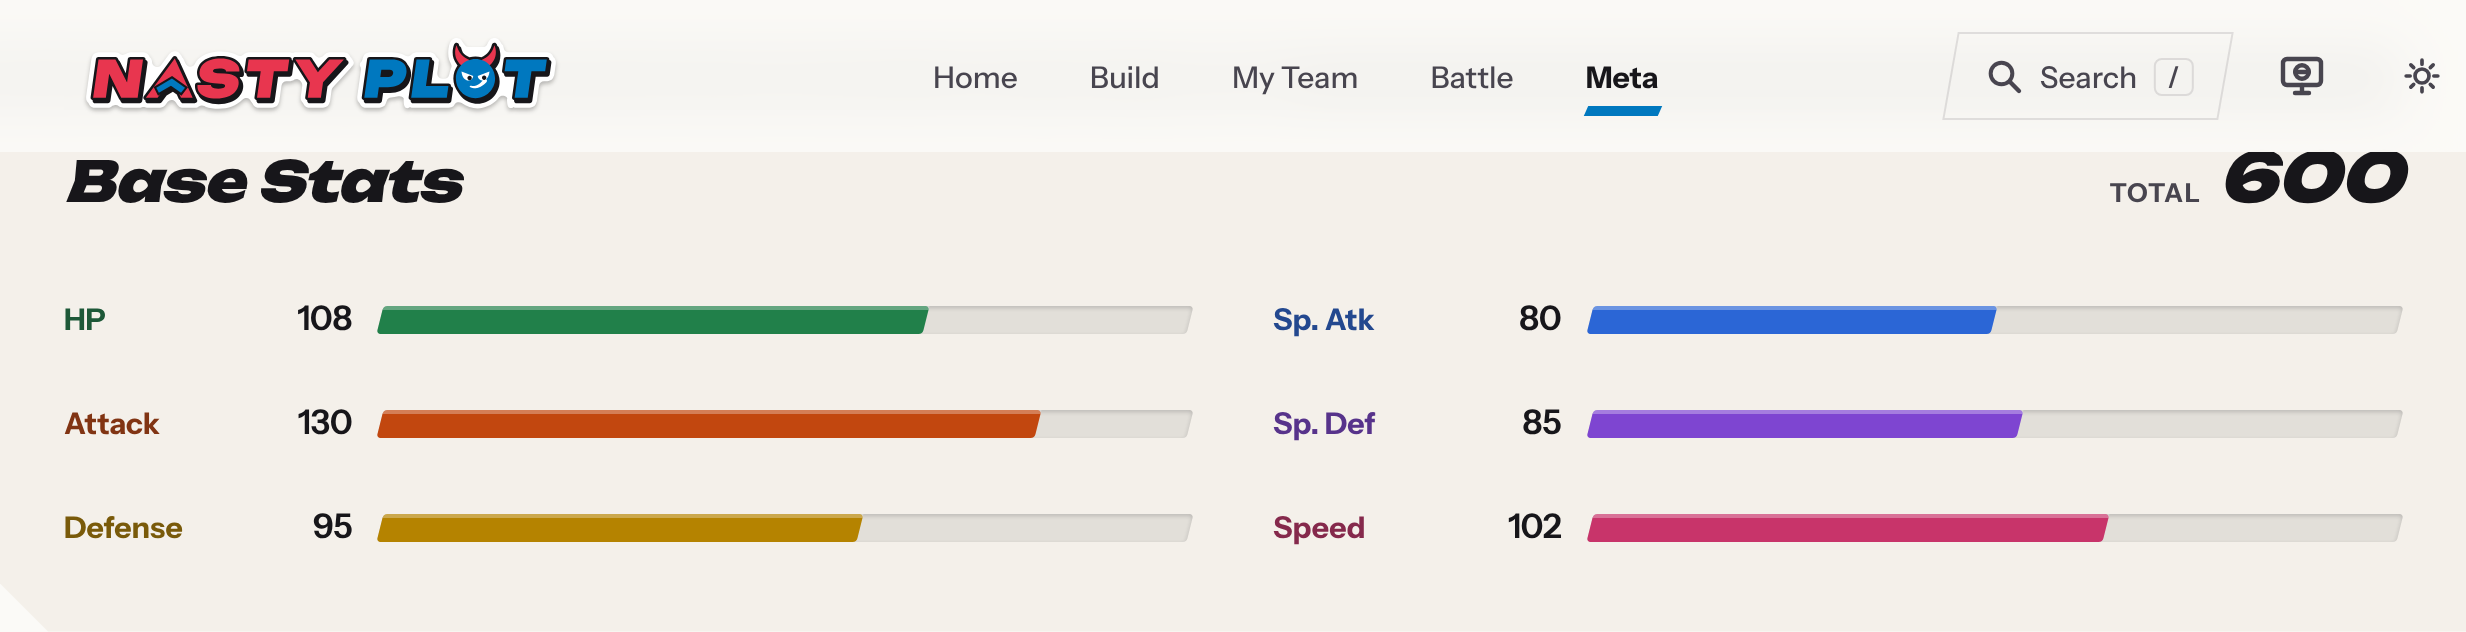 NASTY PLOT Home Build My Team Battle Meta Search /
Base Stats TOTAL 600
HP 108 Sp. Atk 80
Attack 130 Sp. Def 85
Defense 95 Speed 102